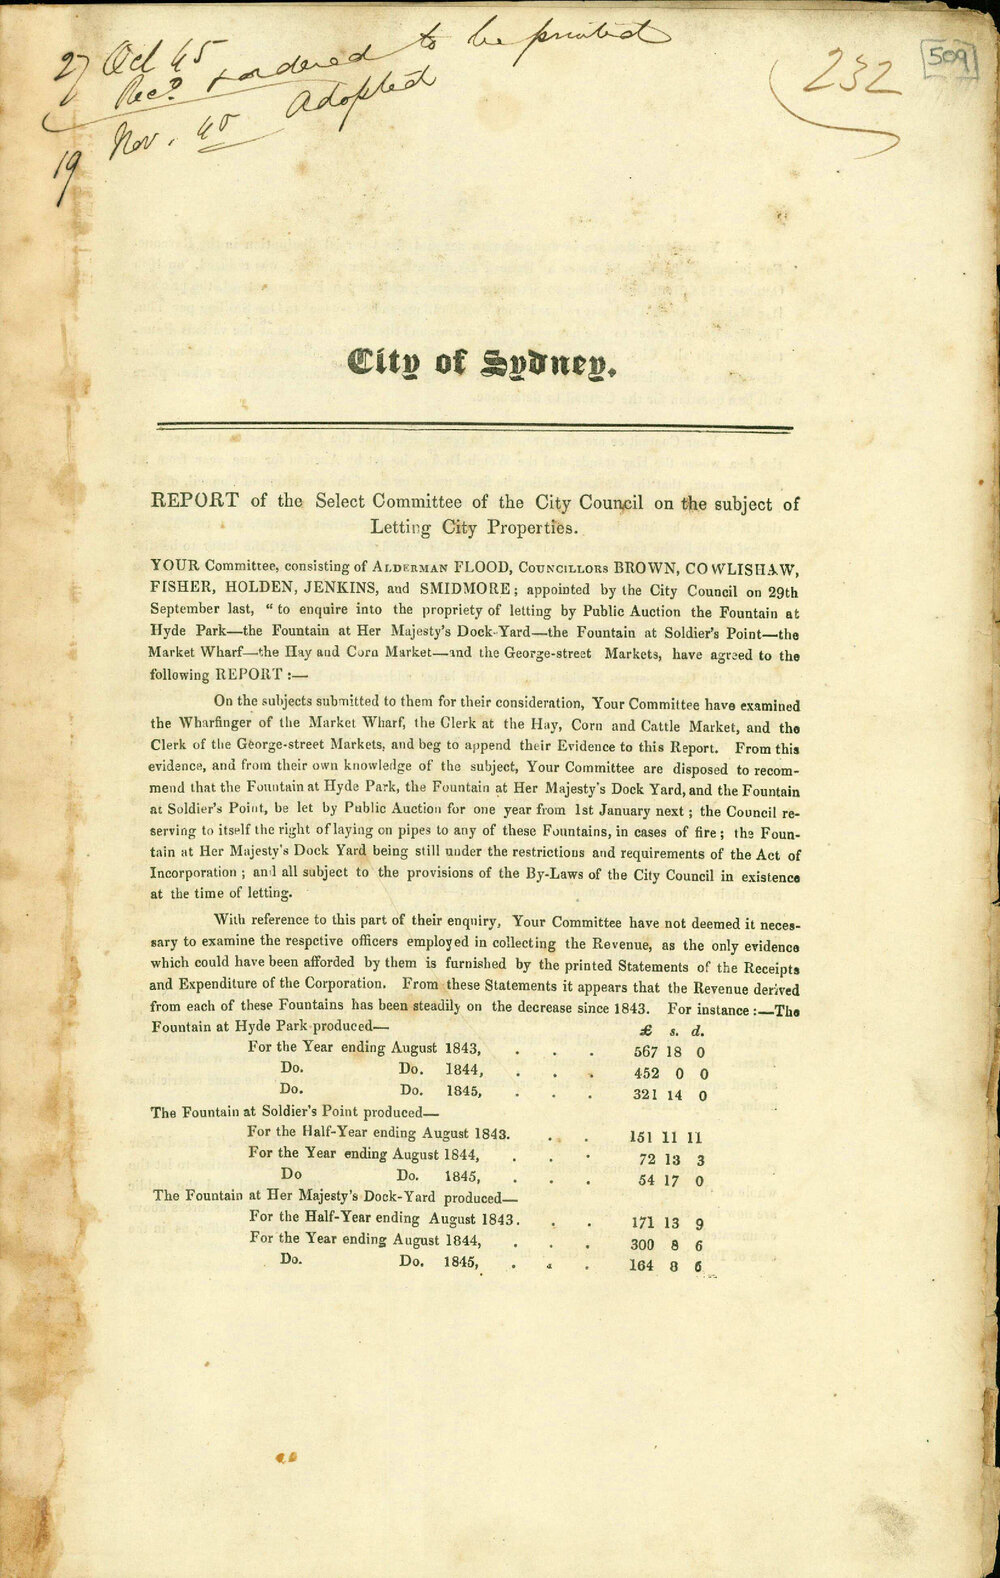 27 Oct 45
Recd. & ordered to be printed
19 Nov. 45 Adopted
232
509
City of Sydney.
REPORT of the Select Committee of the City Council on the subject of
Letting City Properties.
YOUR Committee, consisting of ALDERMAN FLOOD, COUNCILLORS BROWN, COWLISHAW,
FISHER, HOLDEN, JENKINS, and SMIDMORE; appointed by the City Council on 29th
September last, "to enquire into the propriety of letting by Public Auction the Fountain at
Hyde Park—the Fountain at Her Majesty's Dock-Yard—the Fountain at Soldier's Point—the
Market Wharf—the Hay and Corn Market—and the George-street Markets, have agreed to the
following REPORT :—
On the subjects submitted to them for their consideration, Your Committee have examined
the Wharfinger of the Market Wharf, the Clerk at the Hay, Corn and Cattle Market, and the
Clerk of the George-street Markets, and beg to append their Evidence to this Report. From this
evidence, and from their own knowledge of the subject, Your Committee are disposed to recom-
mend that the Fountain at Hyde Park, the Fountain at Her Majesty's Dock Yard, and the Fountain
at Soldier's Point, be let by Public Auction for one year from 1st January next; the Council re-
serving to itself the right of laying on pipes to any of these Fountains, in cases of fire; the Foun-
tain at Her Majesty's Dock Yard being still under the restrictions and requirements of the Act of
Incorporation; and all subject to the provisions of the By-Laws of the City Council in existence
at the time of letting.
With reference to this part of their enquiry, Your Committee have not deemed it neces-
sary to examine the respctive officers employed in collecting the Revenue, as the only evidence
which could have been afforded by them is furnished by the printed Statements of the Receipts
and Expenditure of the Corporation. From these Statements it appears that the Revenue derived
from each of these Fountains has been steadily on the decrease since 1843. For instance :—The
Fountain at Hyde Park produced— £ s. d.
For the Year ending August 1843, . . . 567 18 0
Do. Do. 1844, . . . 452 0 0
Do. Do. 1845, . . . 321 14 0
The Fountain at Soldier's Point produced—
For the Half-Year ending August 1843. . . 151 11 11
For the Year ending August 1844, . . . 72 13 3
Do Do. 1845, . . . 54 17 0
The Fountain at Her Majesty's Dock-Yard produced—
For the Half-Year ending August 1843. . . 171 13 9
For the Year ending August 1844, . . . 300 8 6
Do. Do. 1845, . . . 164 8 6